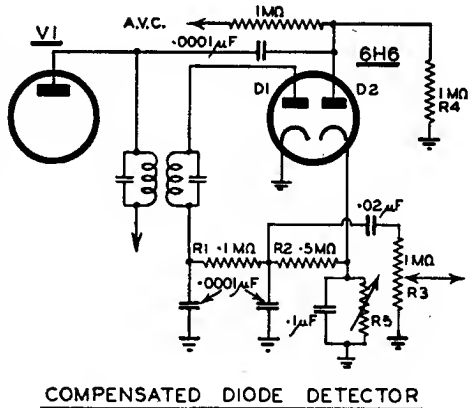 1MΩ
A.V.C.
V1
.0001µF
6H6
D1
D2
1MΩ
R4
.02µF
R1 .1MΩ
R2 .5MΩ
1MΩ
R3
.0001µF
.1µF
R5
COMPENSATED DIODE DETECTOR